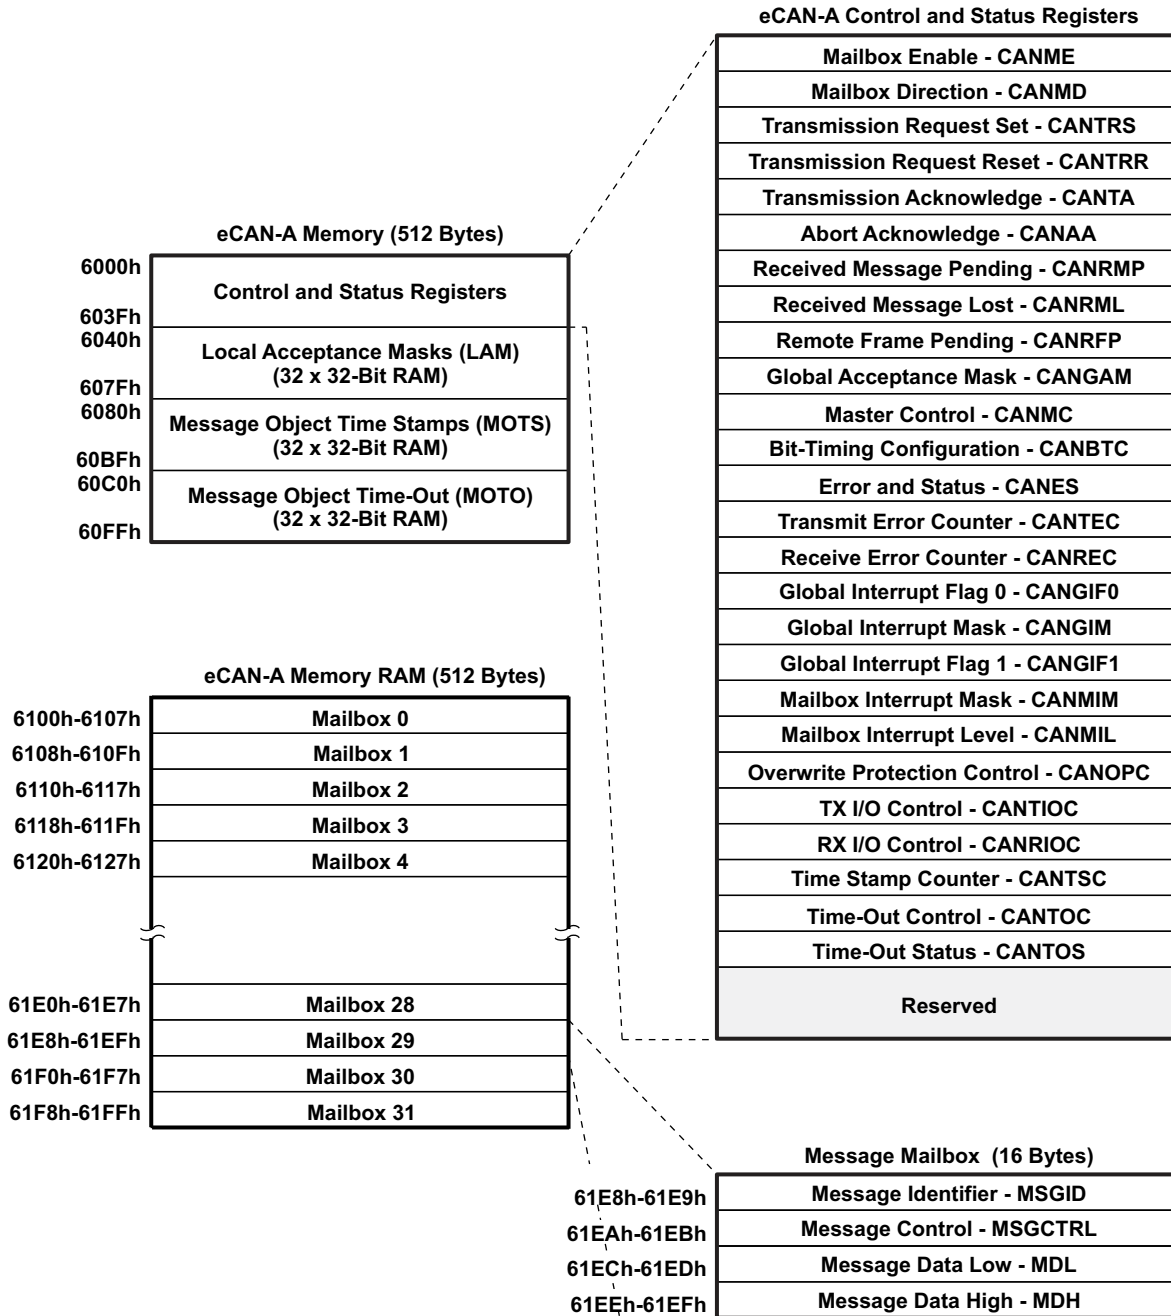 eCAN-A Control and Status Registers
Mailbox Enable - CANME
Mailbox Direction - CANMD
Transmission Request Set - CANTRS
Transmission Request Reset - CANTRR
Transmission Acknowledge - CANTA
Abort Acknowledge - CANAA
Received Message Pending - CANRMP
Received Message Lost - CANRML
Remote Frame Pending - CANRFP
Global Acceptance Mask - CANGAM
Master Control - CANMC
Bit-Timing Configuration - CANBTC
Error and Status - CANES
Transmit Error Counter - CANTEC
Receive Error Counter - CANREC
Global Interrupt Flag 0 - CANGIF0
Global Interrupt Mask - CANGIM
Global Interrupt Flag 1 - CANGIF1
Mailbox Interrupt Mask - CANMIM
Mailbox Interrupt Level - CANMIL
Overwrite Protection Control - CANOPC
TX I/O Control - CANTIOC
RX I/O Control - CANRIOC
Time Stamp Counter - CANTSC
Time-Out Control - CANTOC
Time-Out Status - CANTOS
Reserved
eCAN-A Memory (512 Bytes)
6000h
Control and Status Registers
603Fh
6040h
Local Acceptance Masks (LAM)
(32 x 32-Bit RAM)
607Fh
6080h
Message Object Time Stamps (MOTS)
(32 x 32-Bit RAM)
60BFh
60C0h
Message Object Time-Out (MOTO)
(32 x 32-Bit RAM)
60FFh
eCAN-A Memory RAM (512 Bytes)
6100h-6107h Mailbox 0
6108h-610Fh Mailbox 1
6110h-6117h Mailbox 2
6118h-611Fh Mailbox 3
6120h-6127h Mailbox 4
61E0h-61E7h Mailbox 28
61E8h-61EFh Mailbox 29
61F0h-61F7h Mailbox 30
61F8h-61FFh Mailbox 31
Message Mailbox (16 Bytes)
61E8h-61E9h Message Identifier - MSGID
61EAh-61EBh Message Control - MSGCTRL
61ECh-61EDh Message Data Low - MDL
61EEh-61EFh Message Data High - MDH